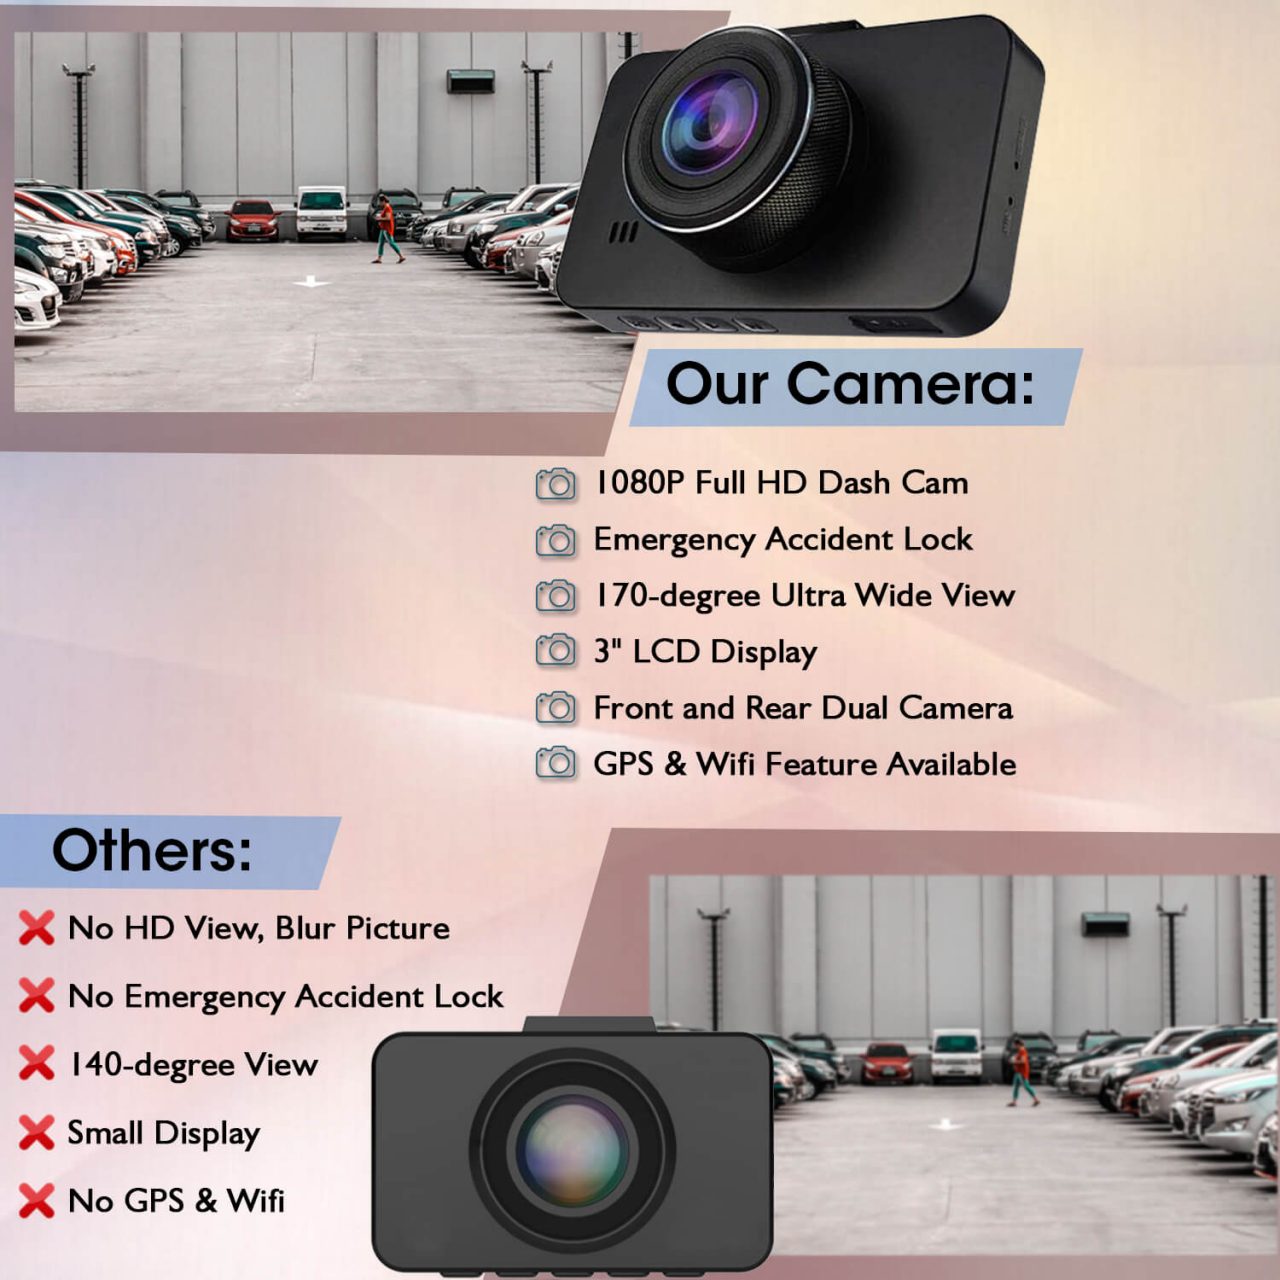 Our Camera:
1080P Full HD Dash Cam
Emergency Accident Lock
170-degree Ultra Wide View
3" LCD Display
Front and Rear Dual Camera
GPS & Wifi Feature Available
Others:
No HD View, Blur Picture
No Emergency Accident Lock
140-degree View
Small Display
No GPS & Wifi